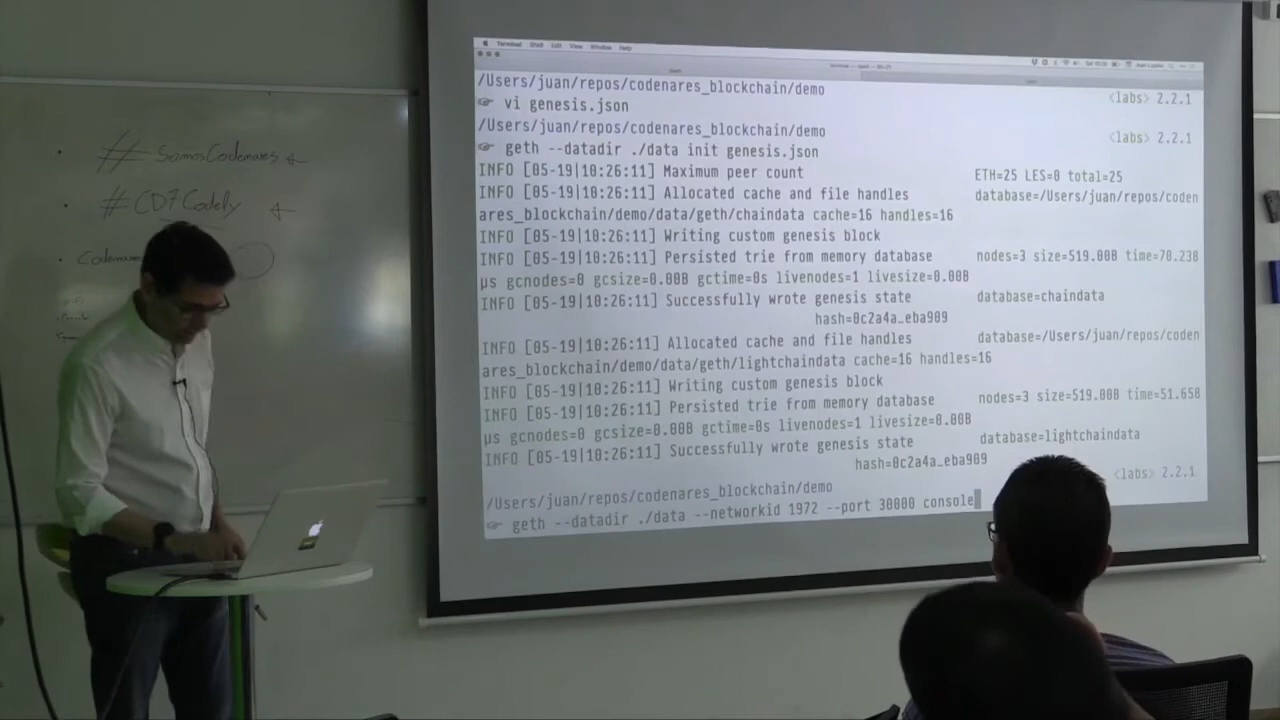 # SomosCodenares
# CD7Codely
Codenares
Terminal Shell Edit View Window Help
/Users/juan/repos/codenares_blockchain/demo
vi genesis.json
<labs> 2.2.1
/Users/juan/repos/codenares_blockchain/demo
<labs> 2.2.1
geth --datadir ./data init genesis.json
INFO [05-19|10:26:11] Maximum peer count ETH=25 LES=0 total=25
INFO [05-19|10:26:11] Allocated cache and file handles database=/Users/juan/repos/coden
ares_blockchain/demo/data/geth/chaindata cache=16 handles=16
INFO [05-19|10:26:11] Writing custom genesis block
INFO [05-19|10:26:11] Persisted trie from memory database nodes=3 size=519.00B time=70.238
µs gcnodes=0 gcsize=0.00B gctime=0s livenodes=1 livesize=0.00B
INFO [05-19|10:26:11] Successfully wrote genesis state database=chaindata
hash=0c2a4a…eba909
INFO [05-19|10:26:11] Allocated cache and file handles database=/Users/juan/repos/coden
ares_blockchain/demo/data/geth/lightchaindata cache=16 handles=16
INFO [05-19|10:26:11] Writing custom genesis block
INFO [05-19|10:26:11] Persisted trie from memory database nodes=3 size=519.00B time=51.658
µs gcnodes=0 gcsize=0.00B gctime=0s livenodes=1 livesize=0.00B
INFO [05-19|10:26:11] Successfully wrote genesis state database=lightchaindata
hash=0c2a4a…eba909
/Users/juan/repos/codenares_blockchain/demo
<labs> 2.2.1
geth --datadir ./data --networkid 1972 --port 30000 console